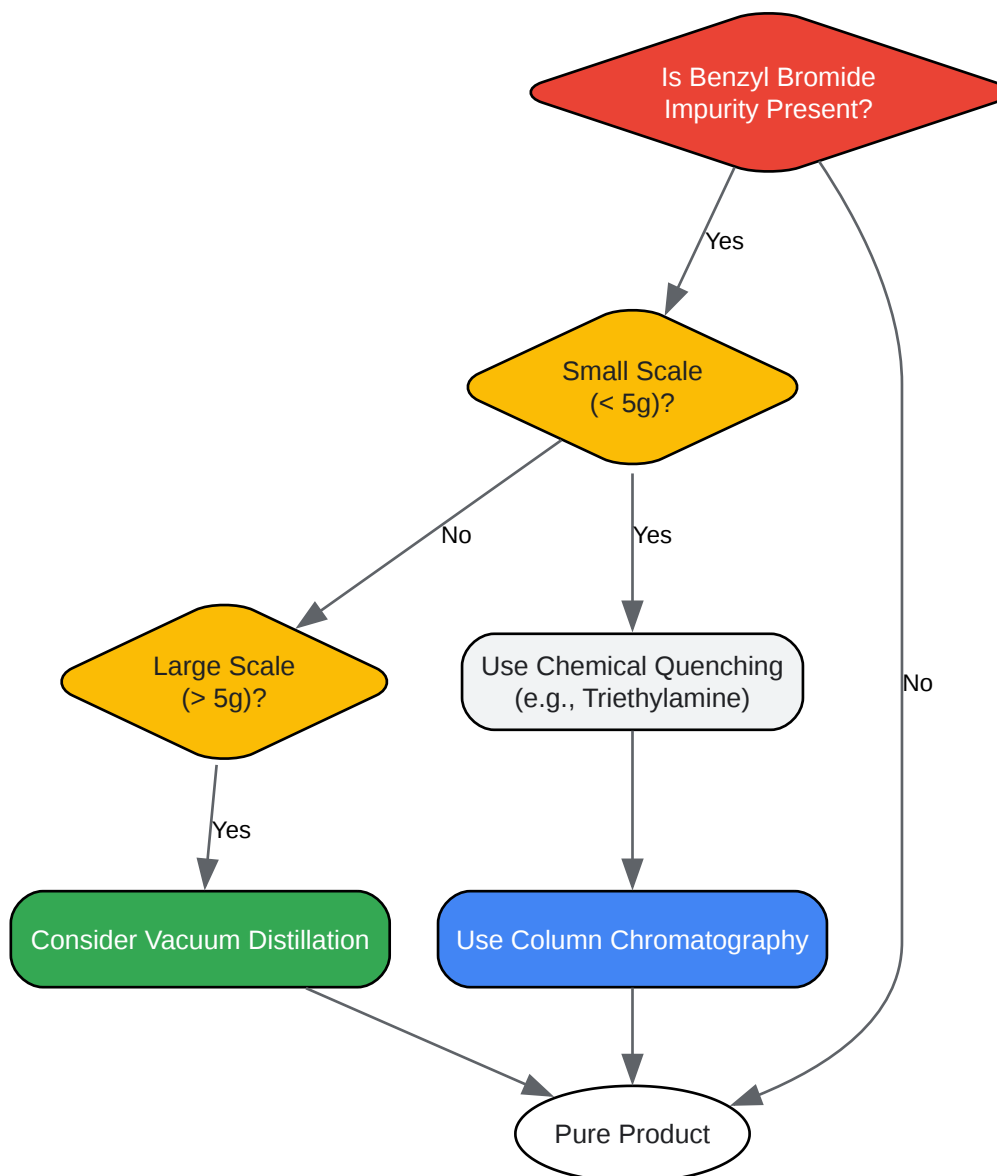 Is Benzyl Bromide
Impurity Present?
Yes
Small Scale
(< 5g)?
No
Yes
Large Scale
(> 5g)?
Use Chemical Quenching
(e.g., Triethylamine)
No
Yes
Consider Vacuum Distillation
Use Column Chromatography
Pure Product